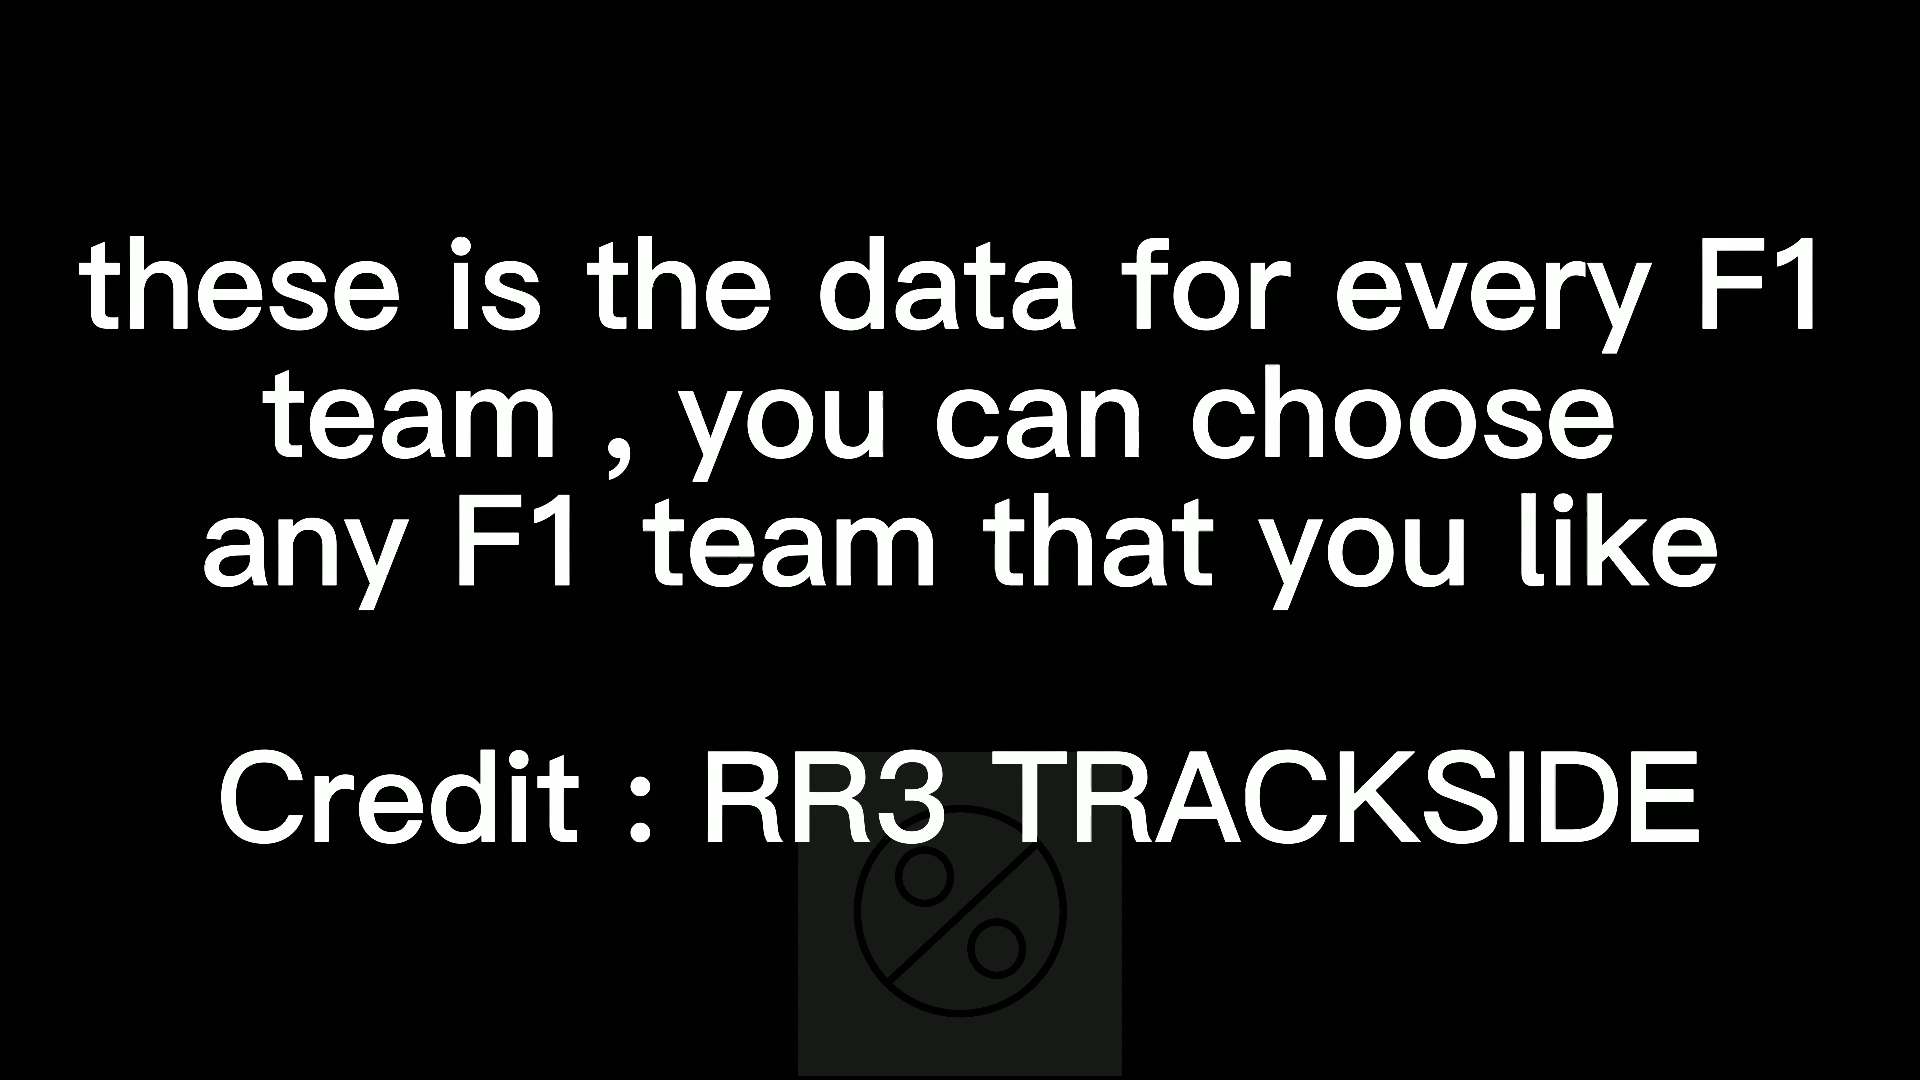 these is the data for every F1
team , you can choose
any F1 team that you like
Credit : RR3 TRACKSIDE